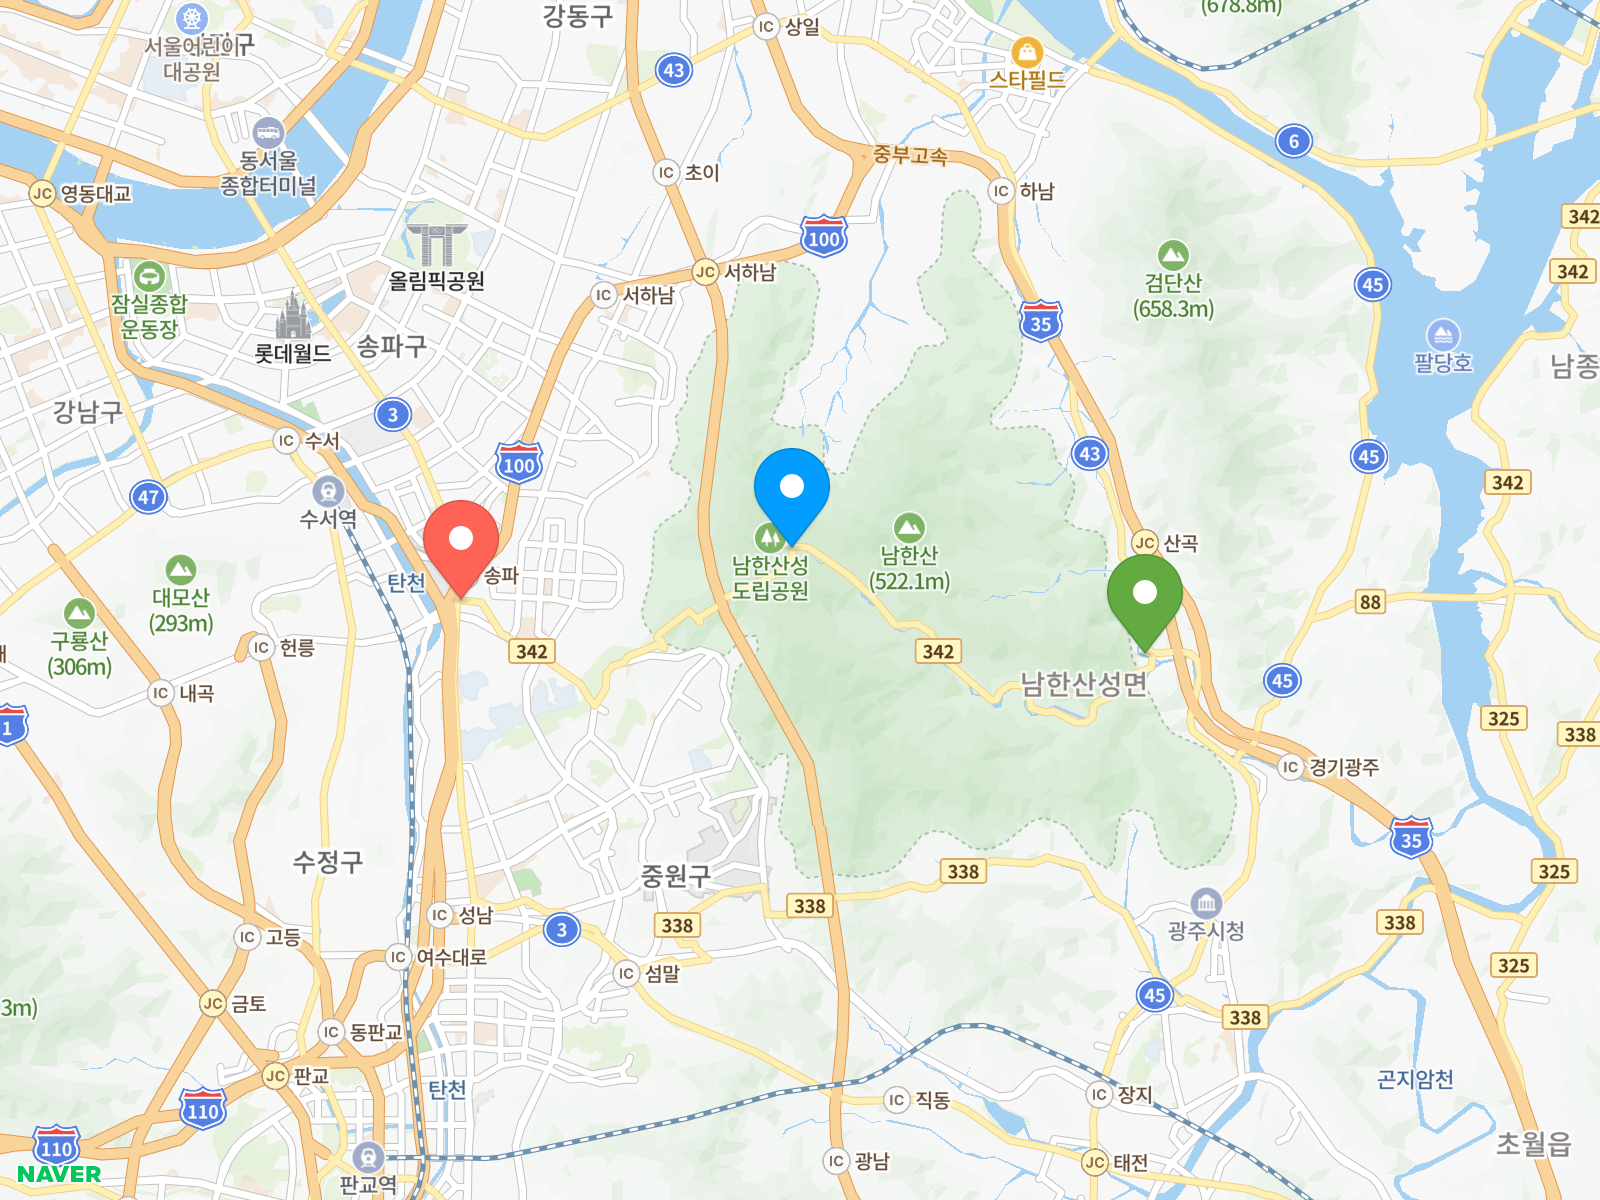 (678.8m)
강동구
상일
서울어린이
대공원
43
스타필드
동서울
종합터미널
6
중부고속
JC
영동대교
IC
초이
IC
하남
342
100
올림픽공원
JC
서하남
검단산
(658.3m)
342
45
잠실종합
운동장
IC
서하남
35
롯데월드
송파구
팔당호
남종
강남구
3
IC
수서
100
43
45
47
수서역
342
JC
산곡
남한산성
도립공원
남한산
(522.1m)
탄천
송파
대모산
(293m)
구룡산
(306m)
88
IC
헌릉
342
342
남한산성면
45
IC
내곡
1
325
338
IC
경기광주
35
수정구
중원구
338
325
338
338
338
광주시청
IC
성남
3
IC
고등
IC
여수대로
IC
섬말
325
45
3m)
JC
금토
338
IC
동판교
JC
판교
탄천
곤지암천
IC
직동
IC
장지
110
110
초월읍
NAVER
판교역
IC
광남
JC
태전